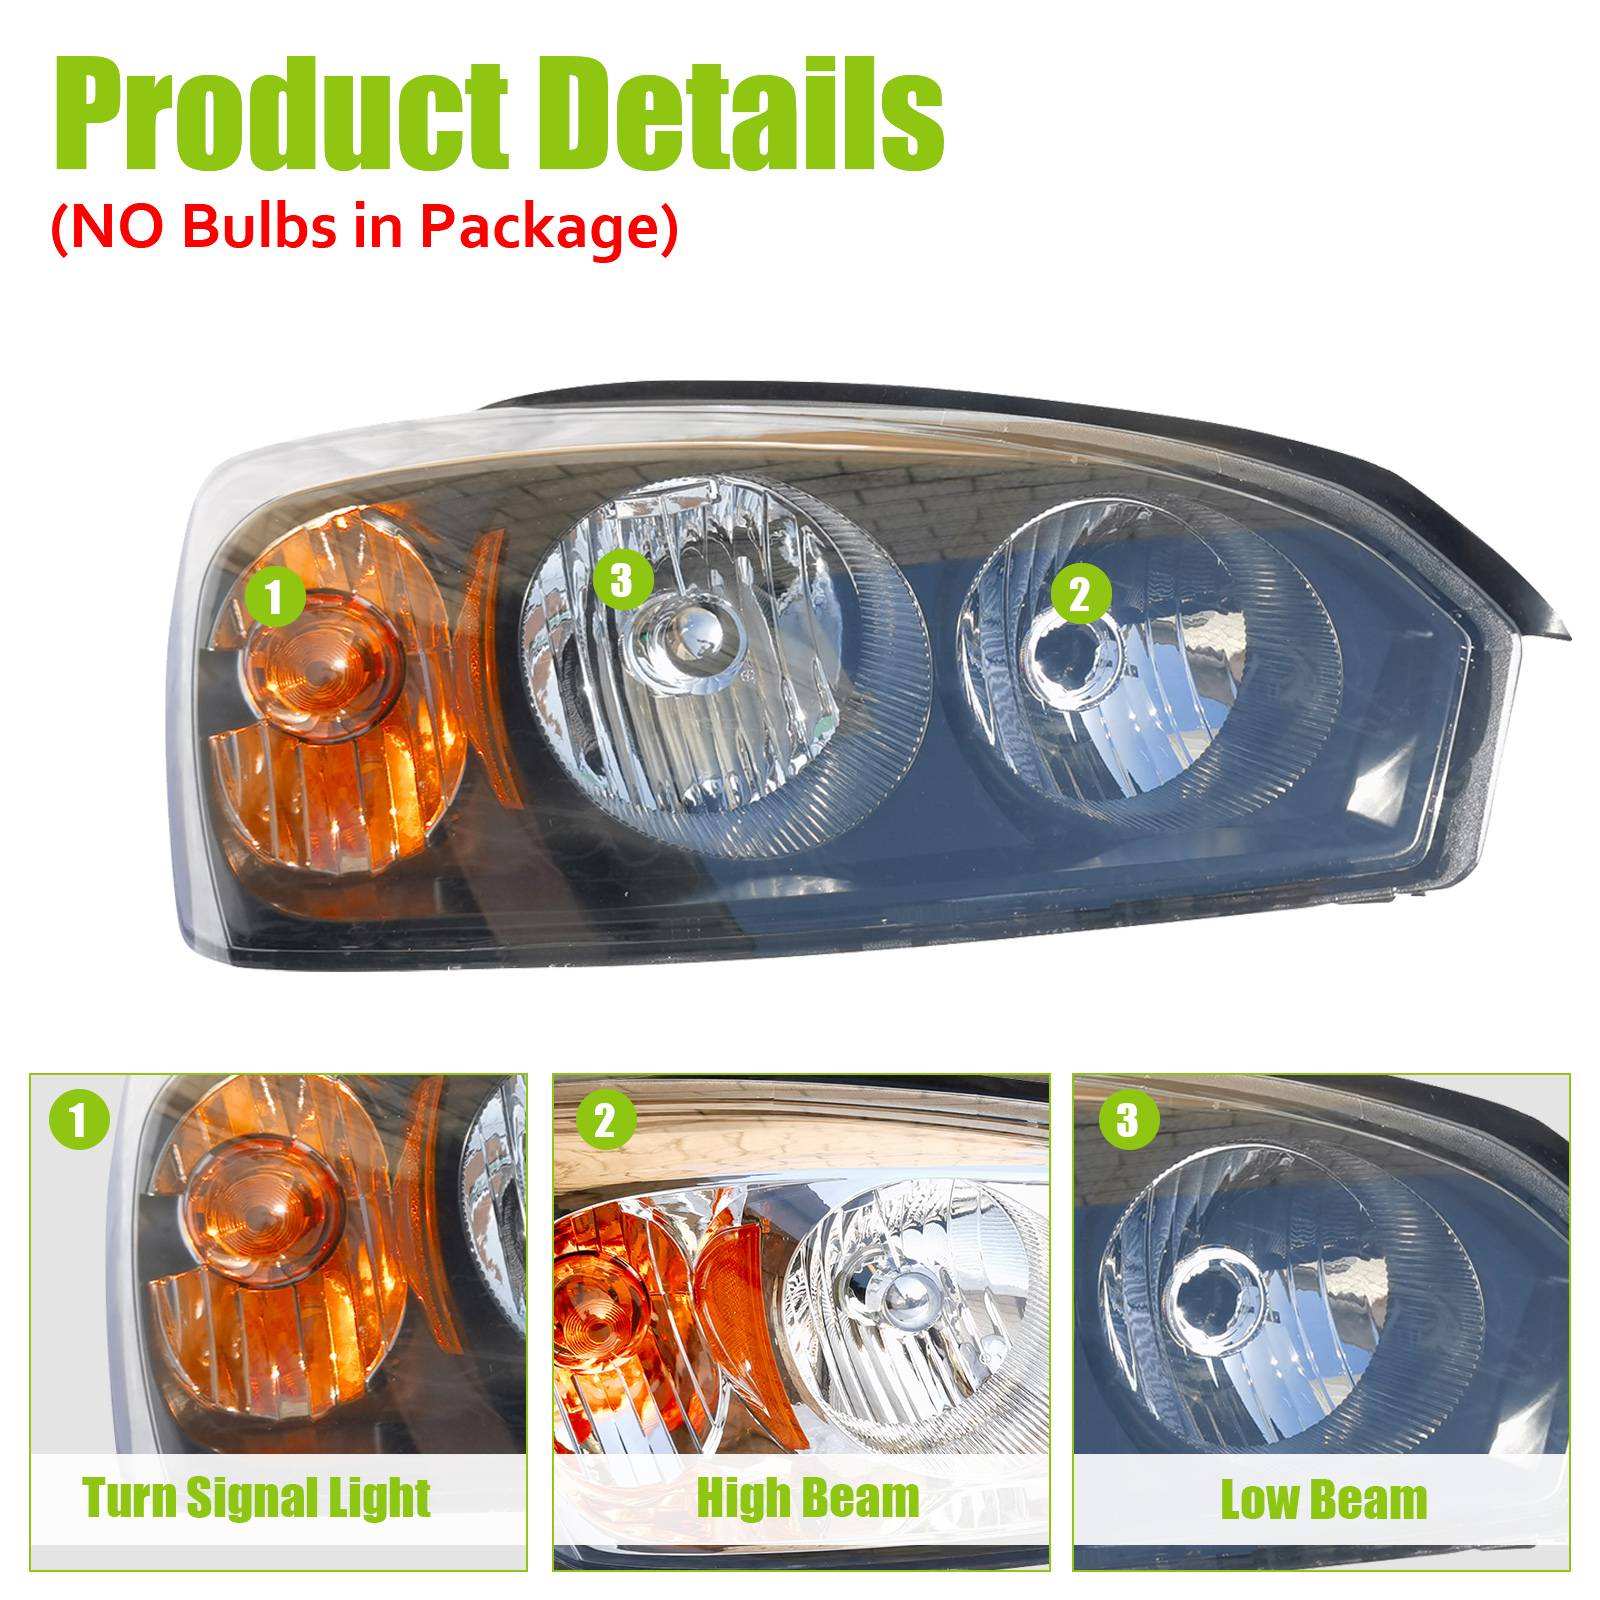 Product Details
(NO Bulbs in Package)
1
3
2
1
2
3
Turn Signal Light
High Beam
Low Beam